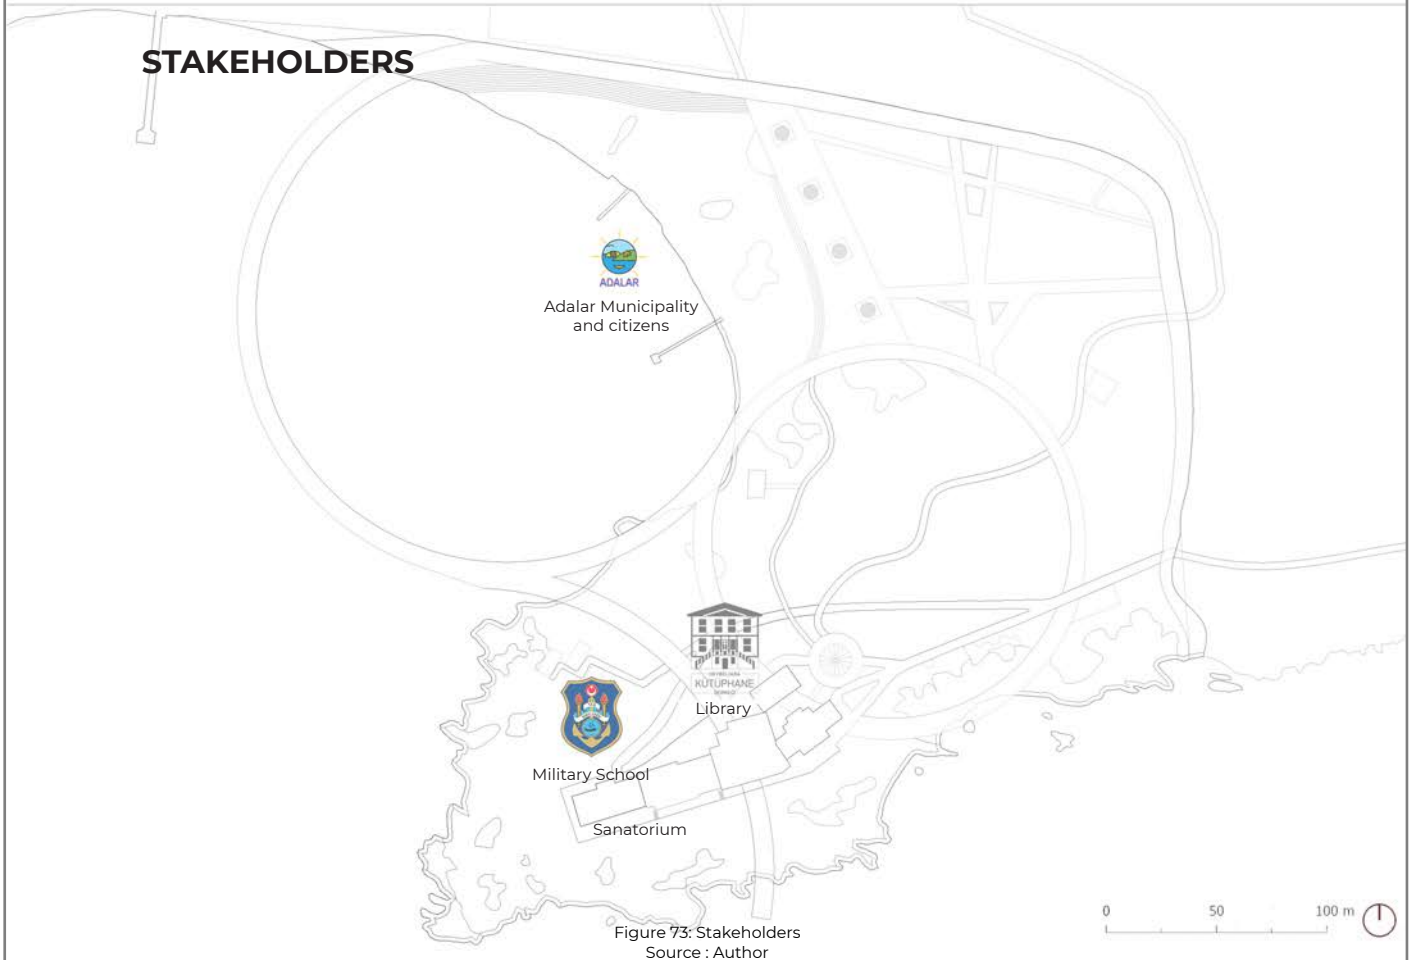 STAKEHOLDERS
ADALAR
Adalar Municipality
and citizens
KÜTÜPHANE
Library
Military School
Sanatorium
0 50 100 m
Figure 73: Stakeholders
Source : Author